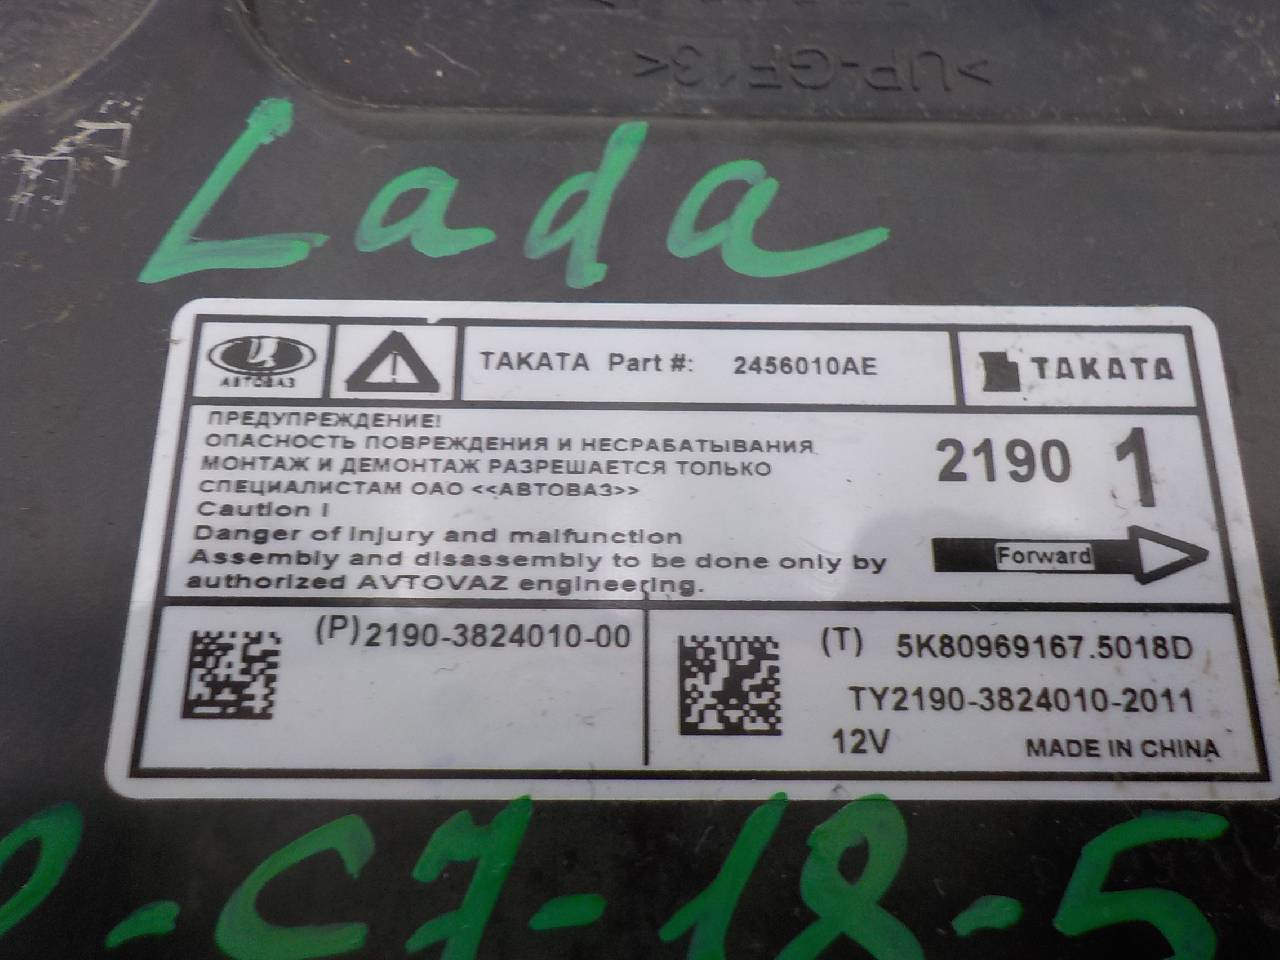 >UP-GF13<
Lada
АВТОВАЗ
TAKATA Part #: 2456010AE
TAKATA
ПРЕДУПРЕЖДЕНИЕ!
ОПАСНОСТЬ ПОВРЕЖДЕНИЯ И НЕСРАБАТЫВАНИЯ
МОНТАЖ И ДЕМОНТАЖ РАЗРЕШАЕТСЯ ТОЛЬКО
СПЕЦИАЛИСТАМ ОАО <<АВТОВАЗ>>
Caution !
Danger of Injury and malfunction
Assembly and disassembly to be done only by
authorized AVTOVAZ engineering.
2190 1
Forward
(P) 2190-3824010-00
(T) 5K80969167.5018D
TY2190-3824010-2011
12V MADE IN CHINA
-C7-18-5